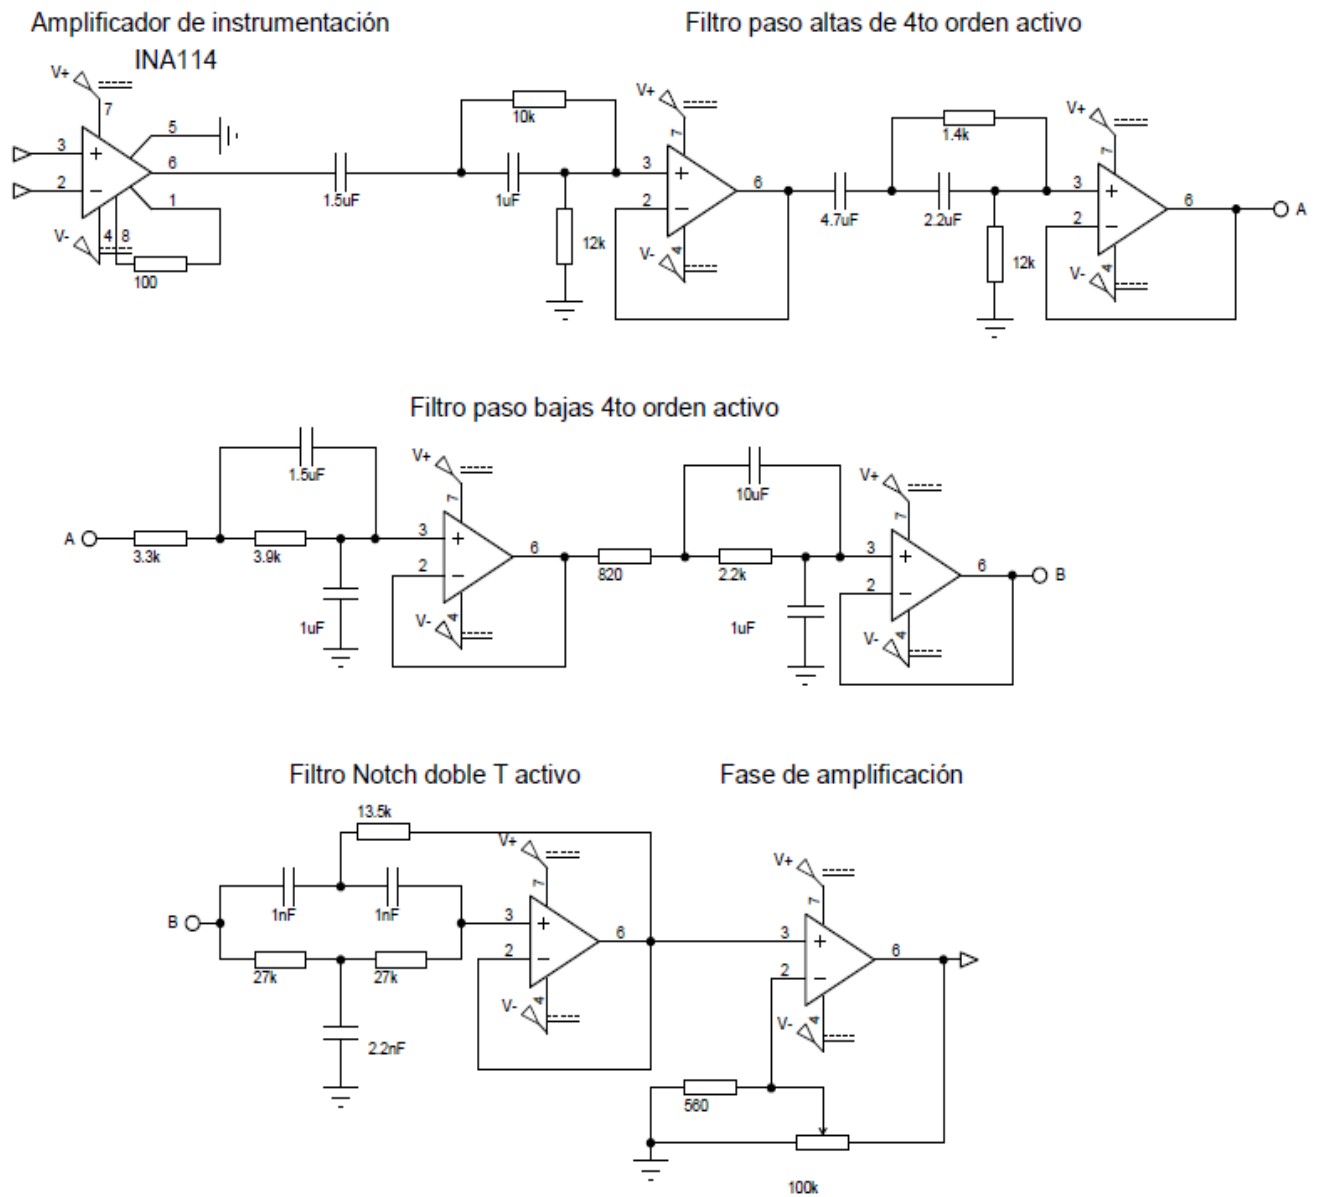 Amplificador de instrumentación
INA114
Filtro paso altas de 4to orden activo
V+
7
3
2
5
6
1
V-
4
8
100
1.5uF
10k
1uF
12k
V+
7
3
2
6
V-
4
4.7uF
1.4k
2.2uF
12k
V+
7
3
2
6
V-
4
A
Filtro paso bajas 4to orden activo
A
3.3k
1.5uF
3.9k
1uF
V+
7
3
2
6
V-
4
820
10uF
2.2k
1uF
V+
7
3
2
6
V-
4
B
Filtro Notch doble T activo
Fase de amplificación
13.5k
B
1nF
1nF
27k
27k
2.2nF
V+
7
3
2
6
V-
4
V+
7
3
2
6
V-
4
560
100k